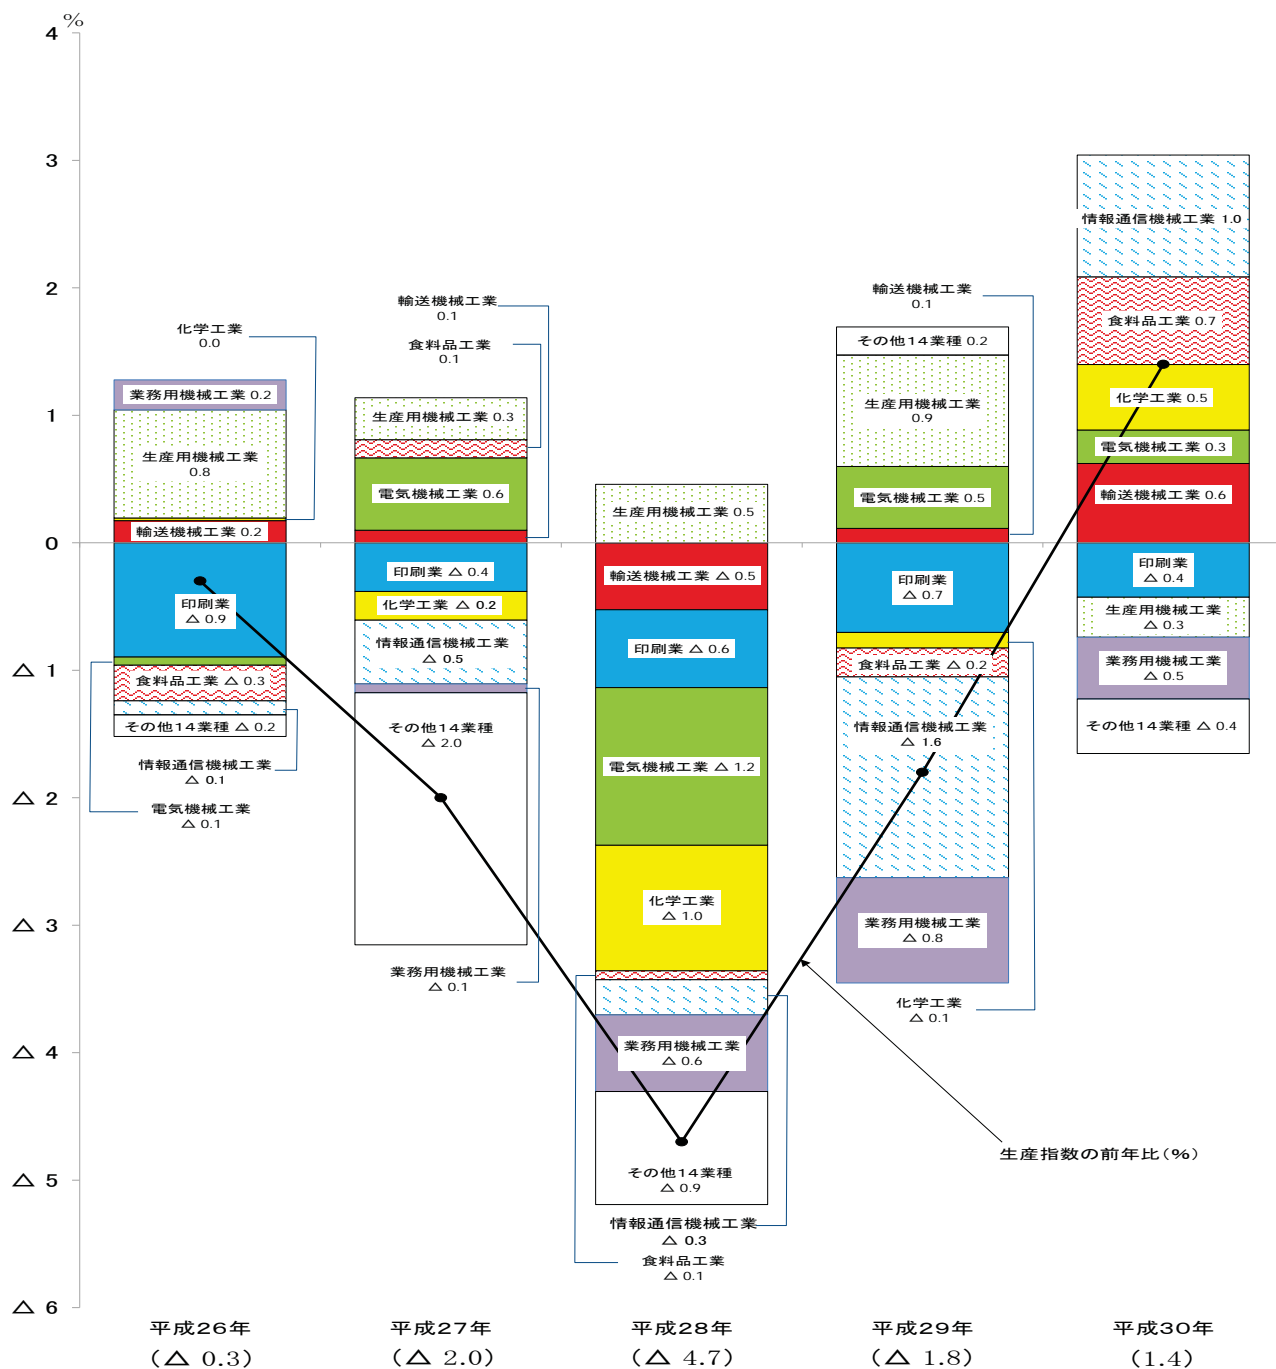 %
4
3
2
1
0
△ 1
△ 2
△ 3
△ 4
△ 5
△ 6
化学工業
0.0
業務用機械工業 0.2
生産用機械工業
0.8
輸送機械工業 0.2
印刷業
△ 0.9
食料品工業 △ 0.3
その他14業種 △ 0.2
情報通信機械工業
△ 0.1
電気機械工業
△ 0.1
輸送機械工業
0.1
食料品工業
0.1
生産用機械工業 0.3
電気機械工業 0.6
印刷業 △ 0.4
化学工業 △ 0.2
情報通信機械工業
△ 0.5
その他14業種
△ 2.0
業務用機械工業
△ 0.1
生産用機械工業 0.5
輸送機械工業 △ 0.5
印刷業 △ 0.6
電気機械工業 △ 1.2
化学工業
△ 1.0
業務用機械工業
△ 0.6
その他14業種
△ 0.9
情報通信機械工業
△ 0.3
食料品工業
△ 0.1
輸送機械工業
0.1
その他14業種 0.2
生産用機械工業
0.9
電気機械工業 0.5
印刷業
△ 0.7
食料品工業 △ 0.2
情報通信機械工業
△ 1.6
業務用機械工業
△ 0.8
化学工業
△ 0.1
情報通信機械工業 1.0
食料品工業 0.7
化学工業 0.5
電気機械工業 0.3
輸送機械工業 0.6
印刷業
△ 0.4
生産用機械工業
△ 0.3
業務用機械工業
△ 0.5
その他14業種 △ 0.4
生産指数の前年比(%)
平成26年
(△ 0.3)
平成27年
(△ 2.0)
平成28年
(△ 4.7)
平成29年
(△ 1.8)
平成30年
(1.4)